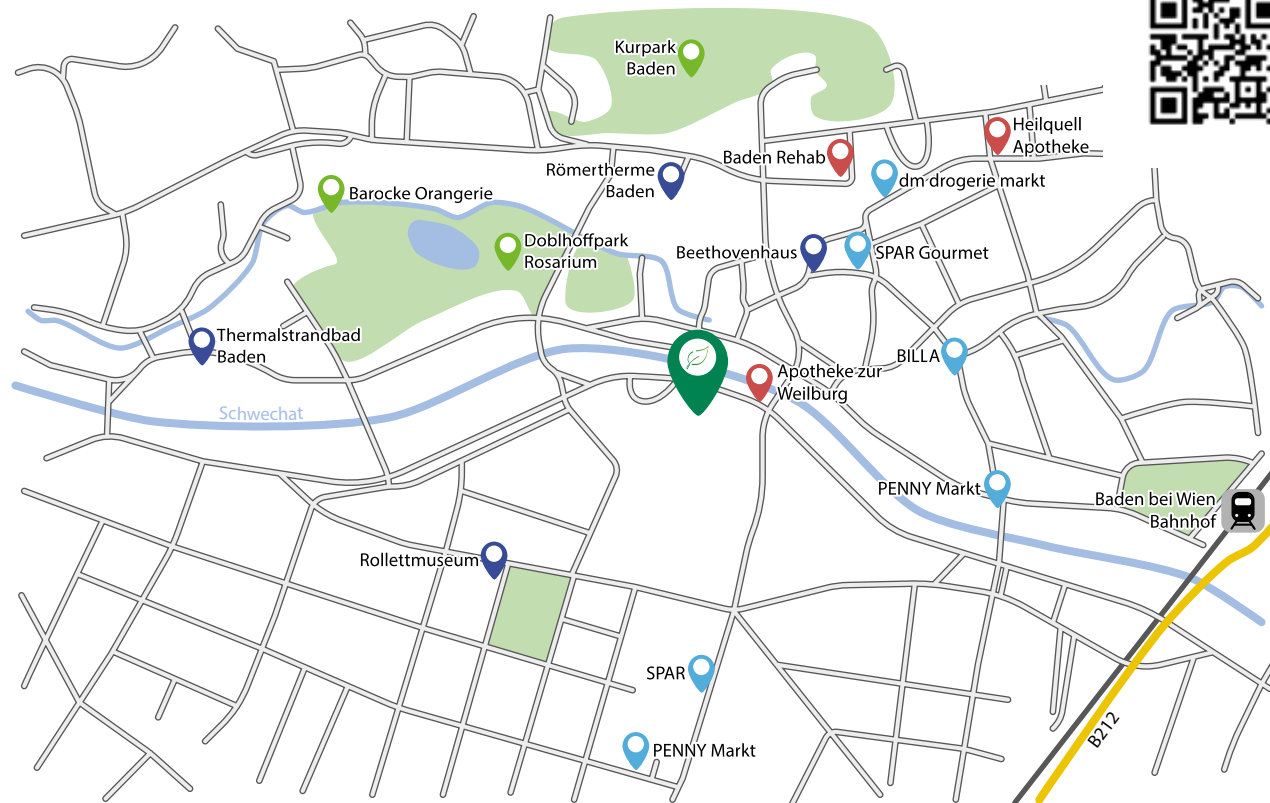 Kurpark
Baden
Heilquell
Apotheke
Baden Rehab
Römertherme
Baden
dm drogerie markt
Barocke Orangerie
Doblhoffpark
Rosarium
Beethovenhaus
SPAR Gourmet
Thermalstrandbad
Baden
BILLA
Apotheke zur
Weilburg
Schwechat
PENNY Markt
Baden bei Wien
Bahnhof
Rollettmuseum
SPAR
B212
PENNY Markt